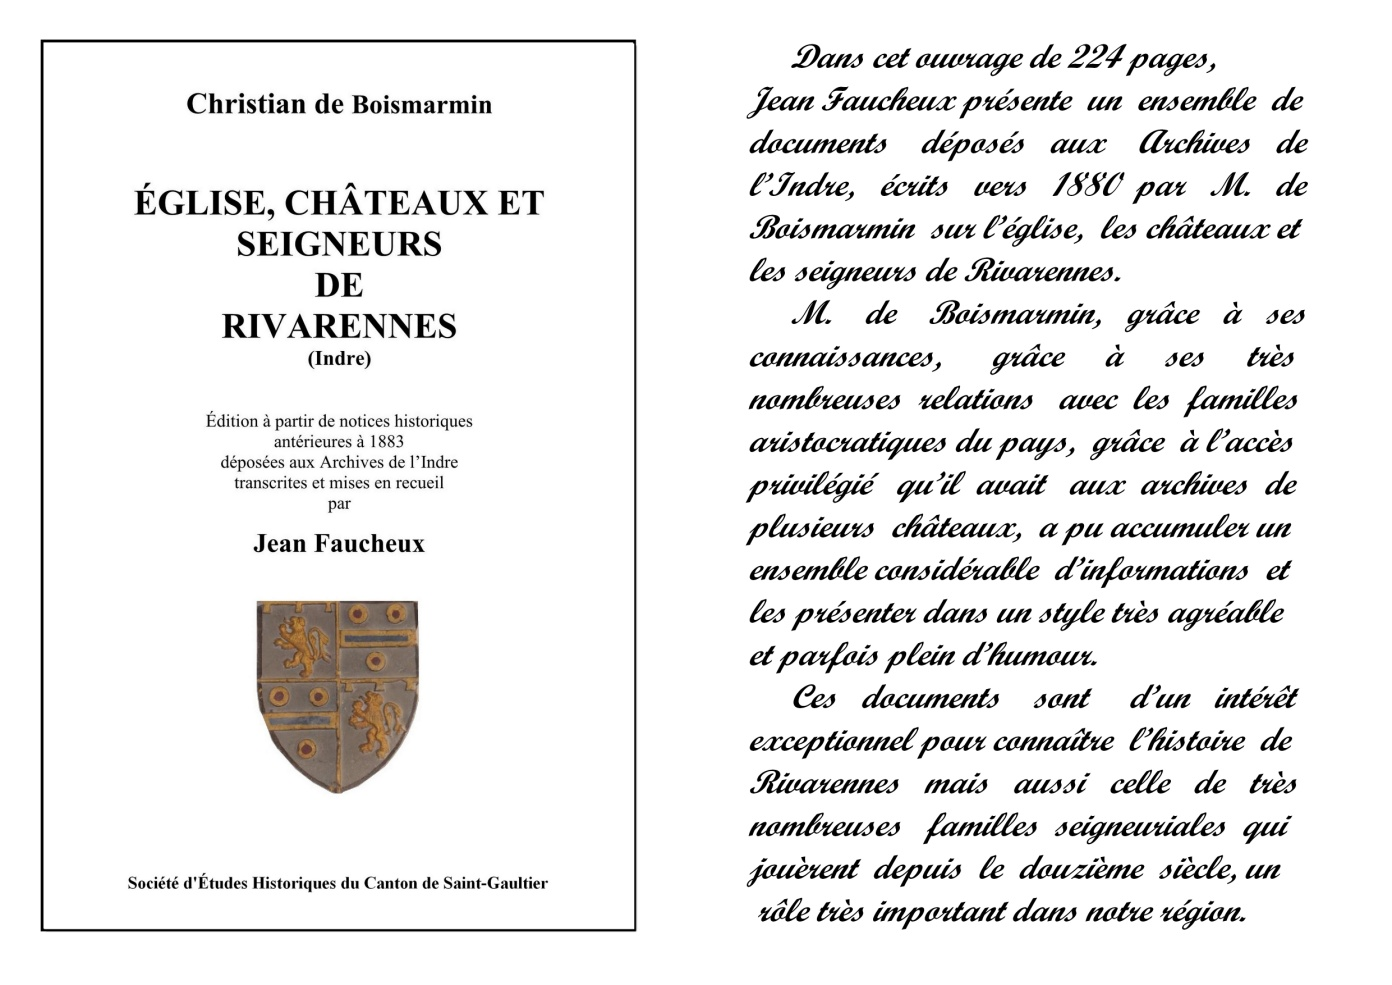 Christian de Boismarmin
ÉGLISE, CHÂTEAUX ET
SEIGNEURS
DE
RIVARENNES
(Indre)
Édition à partir de notices historiques
antérieures à 1883
déposées aux Archives de l’Indre
transcrites et mises en recueil
par
Jean Faucheux
Société d'Études Historiques du Canton de Saint-Gaultier
Dans cet ouvrage de 224 pages,
Jean Faucheux présente un ensemble de
documents déposés aux Archives de
l’Indre, écrits vers 1880 par M. de
Boismarmin sur l’église, les châteaux et
les seigneurs de Rivarennes.
M. de Boismarmin, grâce à ses
connaissances, grâce à ses très
nombreuses relations avec les familles
aristocratiques du pays, grâce à l’accès
privilégié qu’il avait aux archives de
plusieurs châteaux, a pu accumuler un
ensemble considérable d’informations et
les présenter dans un style très agréable
et parfois plein d’humour.
Ces documents sont d’un intérêt
exceptionnel pour connaître l’histoire de
Rivarennes mais aussi celle de très
nombreuses familles seigneuriales qui
jouèrent depuis le douzième siècle, un
rôle très important dans notre région.